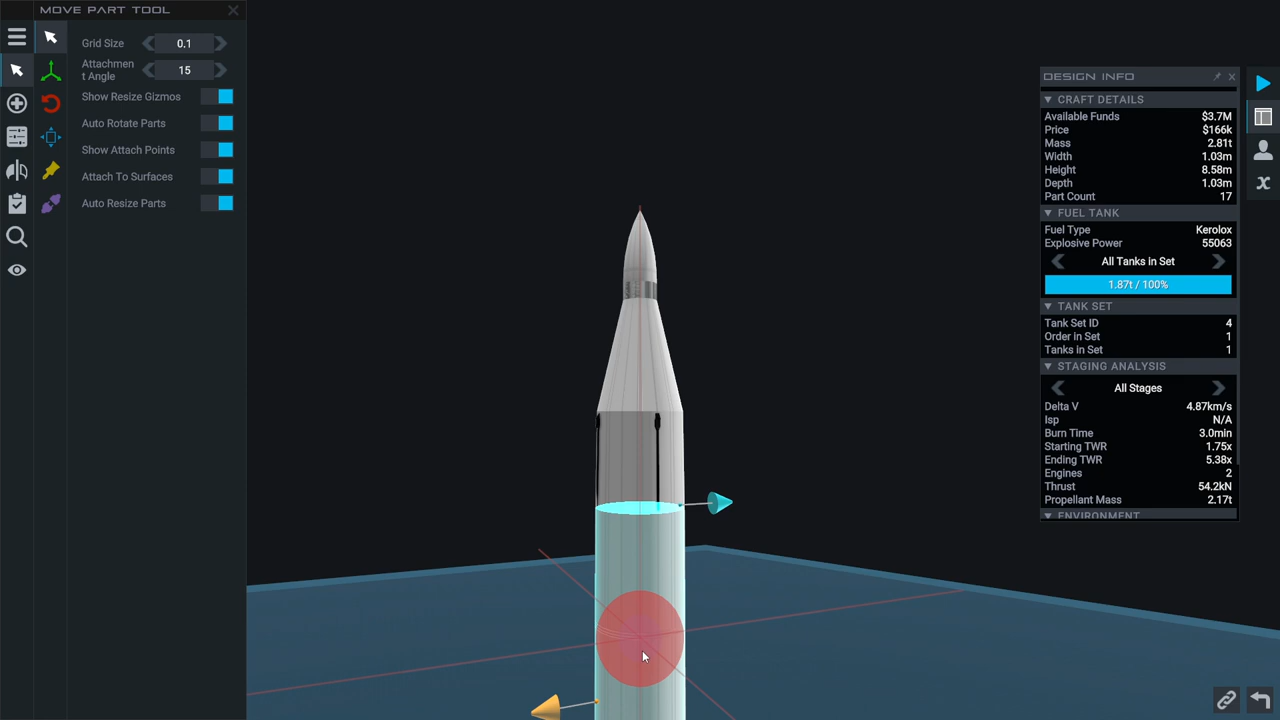 MOVE PART TOOL
Grid Size 0.1
Attachmen
t Angle 15
Show Resize Gizmos
Auto Rotate Parts
Show Attach Points
Attach To Surfaces
Auto Resize Parts
DESIGN INFO
CRAFT DETAILS
Available Funds $3.7M
Price $166k
Mass 2.81t
Width 1.03m
Height 8.58m
Depth 1.03m
Part Count 17
FUEL TANK
Fuel Type Kerolox
Explosive Power 55063
All Tanks in Set
1.87t / 100%
TANK SET
Tank Set ID 4
Order in Set 1
Tanks in Set 1
STAGING ANALYSIS
All Stages
Delta V 4.87km/s
Isp N/A
Burn Time 3.0min
Starting TWR 1.75x
Ending TWR 5.38x
Engines 2
Thrust 54.2kN
Propellant Mass 2.17t
ENVIRONMENT